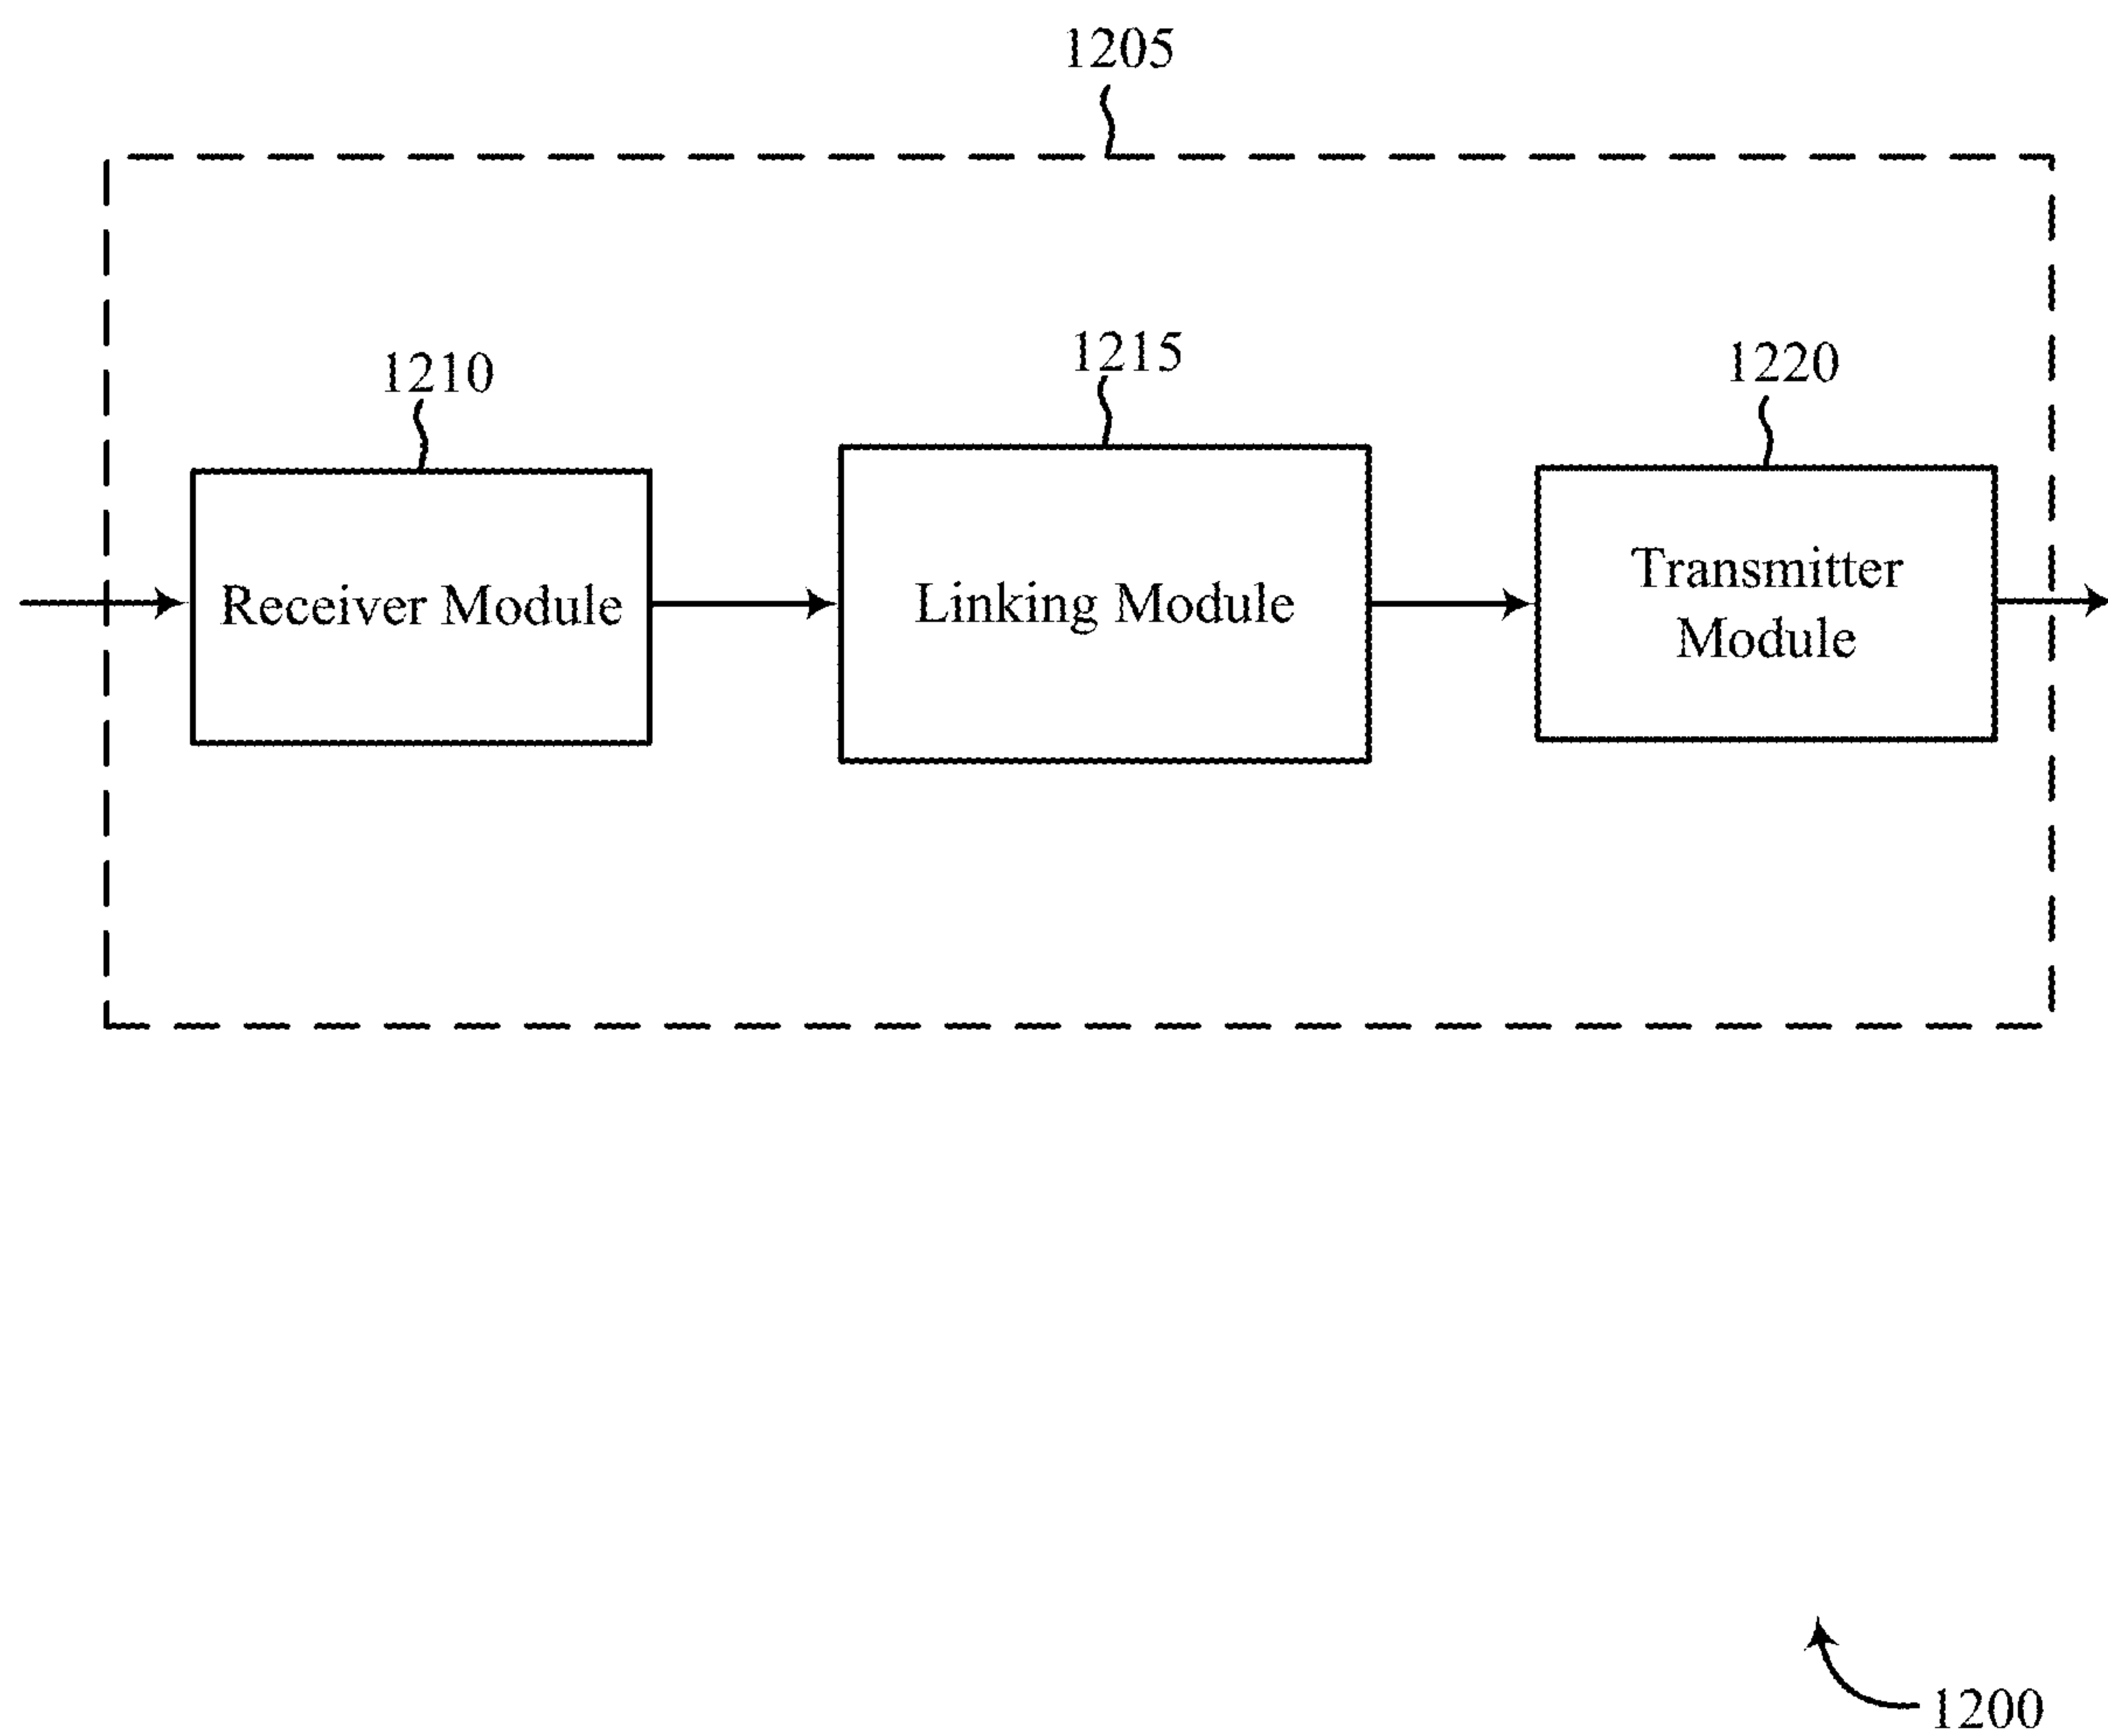 1205
1210
1215
1220
Receiver Module
Linking Module
Transmitter
Module
1200